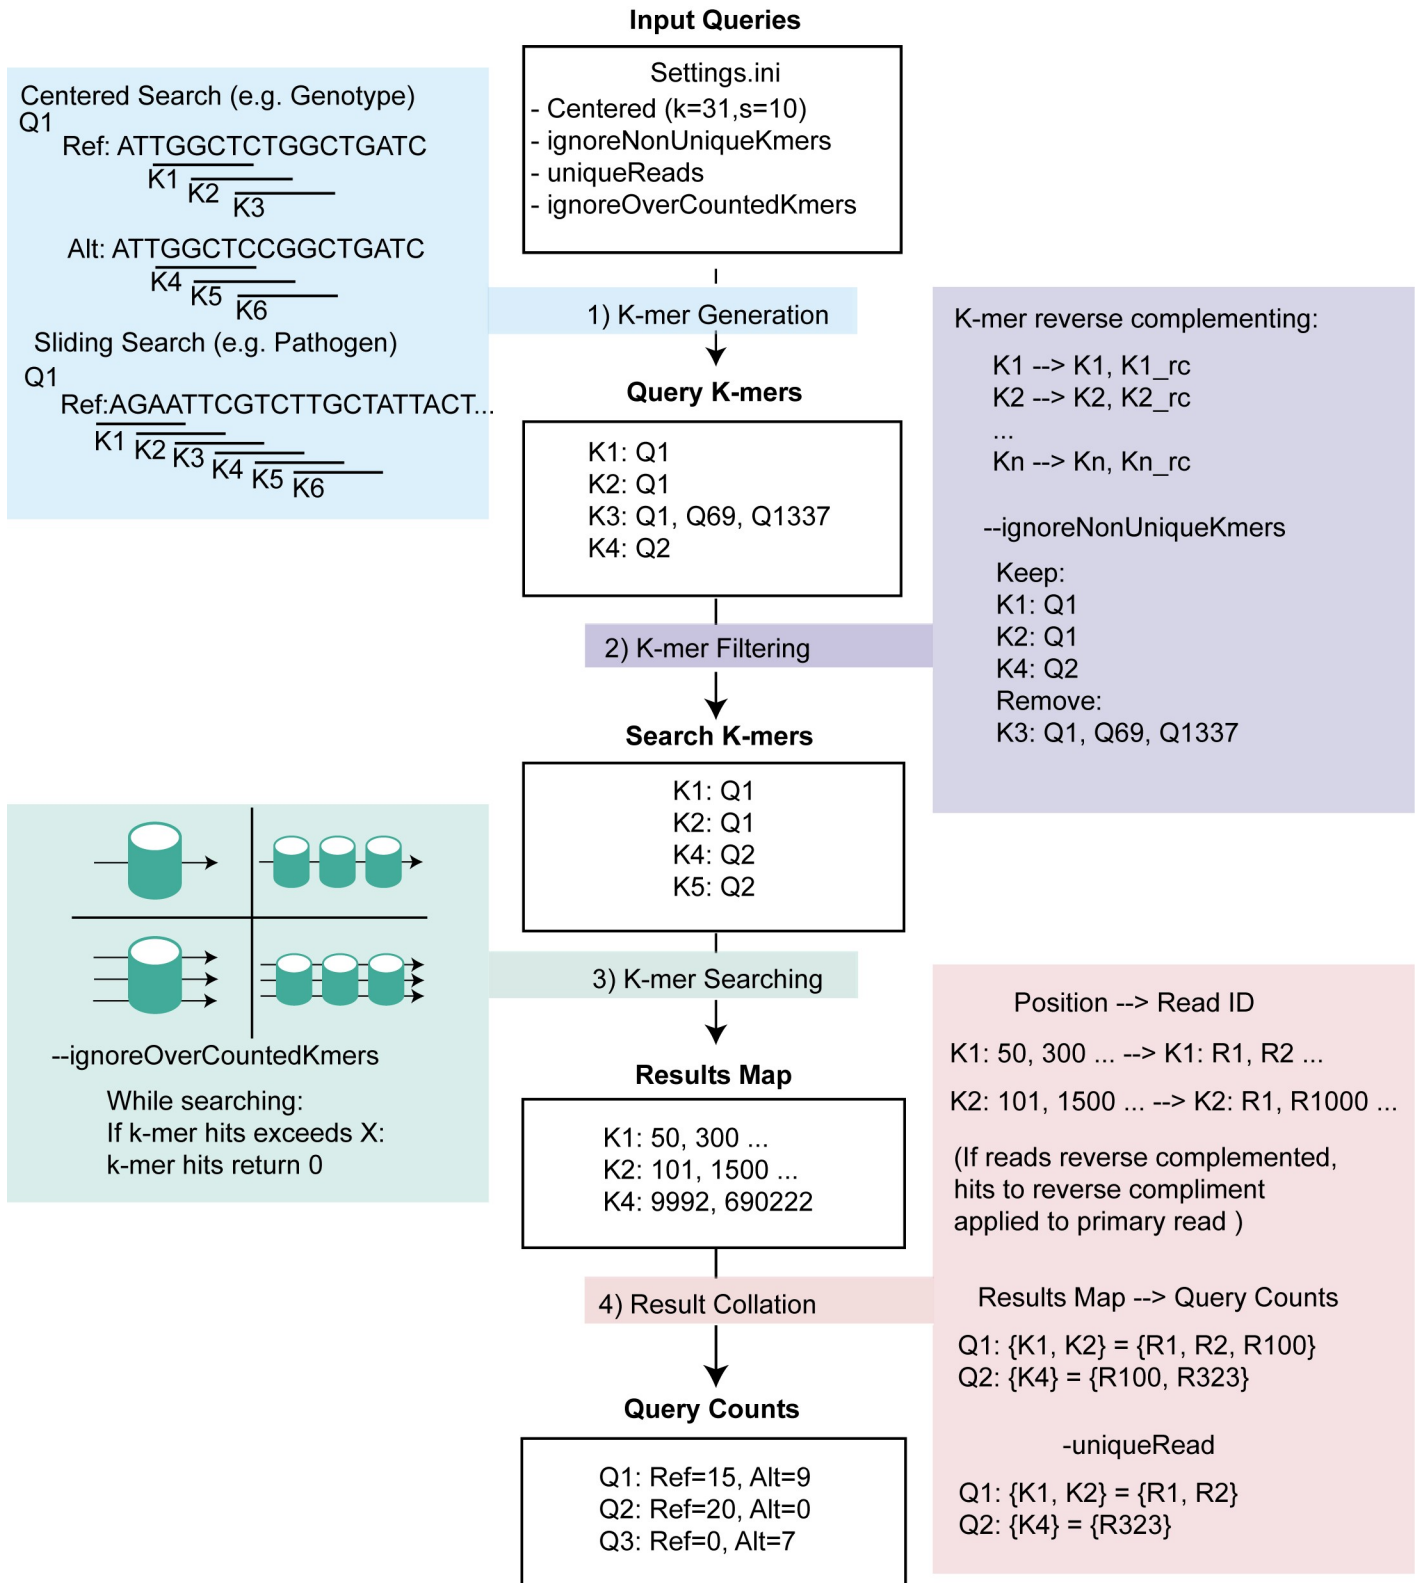 Input Queries
Settings.ini
- Centered (k=31,s=10)
- ignoreNonUniqueKmers
- uniqueReads
- ignoreOverCountedKmers
Centered Search (e.g. Genotype)
Q1
Ref: ATTGGCTCTGGCTGATC
K1
K2
K3
Alt: ATTGGCTCCGGCTGATC
K4
K5
K6
Sliding Search (e.g. Pathogen)
Q1
Ref:AGAATTCGTCTTGCTATTACT...
K1
K2
K3
K4
K5
K6
1) K-mer Generation
Query K-mers
K1: Q1
K2: Q1
K3: Q1, Q69, Q1337
K4: Q2
2) K-mer Filtering
K-mer reverse complementing:
K1 --> K1, K1_rc
K2 --> K2, K2_rc
...
Kn --> Kn, Kn_rc
--ignoreNonUniqueKmers
Keep:
K1: Q1
K2: Q1
K4: Q2
Remove:
K3: Q1, Q69, Q1337
Search K-mers
K1: Q1
K2: Q1
K4: Q2
K5: Q2
3) K-mer Searching
--ignoreOverCountedKmers
While searching:
If k-mer hits exceeds X:
k-mer hits return 0
Results Map
K1: 50, 300 ...
K2: 101, 1500 ...
K4: 9992, 690222
4) Result Collation
Position --> Read ID
K1: 50, 300 ... --> K1: R1, R2 ...
K2: 101, 1500 ... --> K2: R1, R1000 ...
(If reads reverse complemented,
hits to reverse compliment
applied to primary read )
Results Map --> Query Counts
Q1: {K1, K2} = {R1, R2, R100}
Q2: {K4} = {R100, R323}
-uniqueRead
Q1: {K1, K2} = {R1, R2}
Q2: {K4} = {R323}
Query Counts
Q1: Ref=15, Alt=9
Q2: Ref=20, Alt=0
Q3: Ref=0, Alt=7